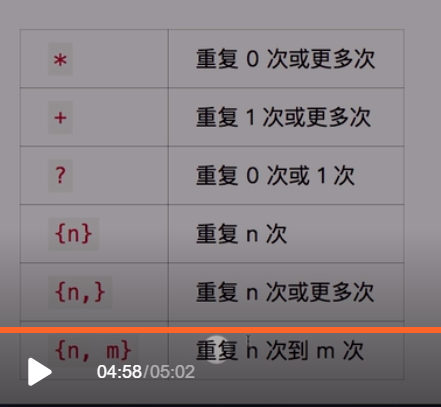 * 重复 0 次或更多次
+ 重复 1 次或更多次
? 重复 0 次或 1 次
{n} 重复 n 次
{n,} 重复 n 次或更多次
{n, m} 重复 n 次到 m 次
04:58/05:02